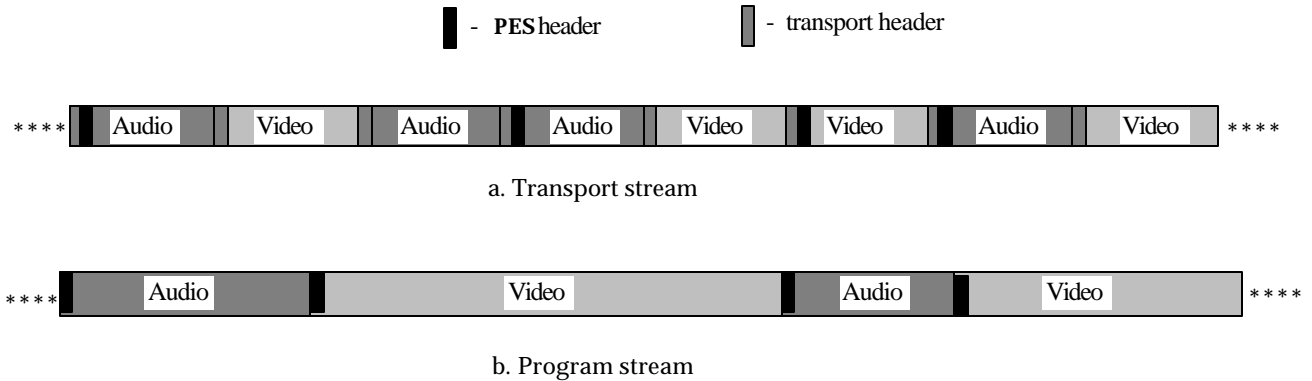 - PES header - transport header
**** Audio Video Audio Audio Video Video Audio Video ****
a. Transport stream
**** Audio Video Audio Video ****
b. Program stream